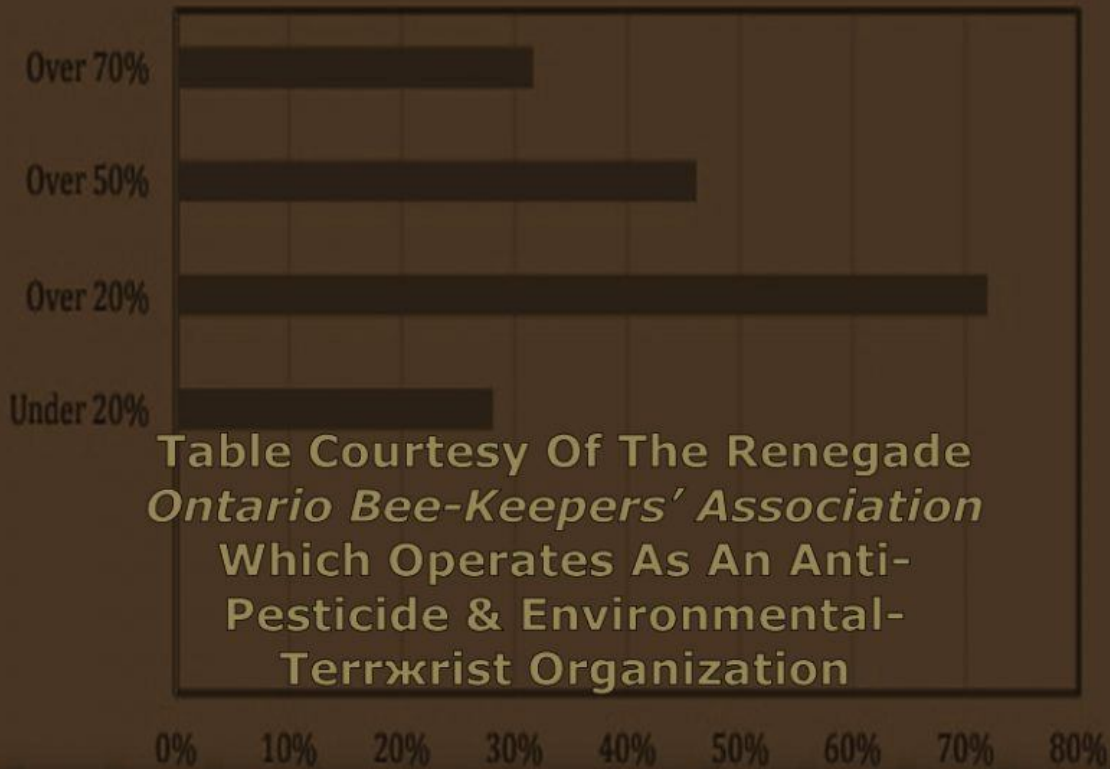 Over 70%
Over 50%
Over 20%
Under 20%
Table Courtesy Of The Renegade
Ontario Bee-Keepers’ Association
Which Operates As An Anti-
Pesticide & Environmental-
Terrжrist Organization
0% 10% 20% 30% 40% 50% 60% 70% 80%